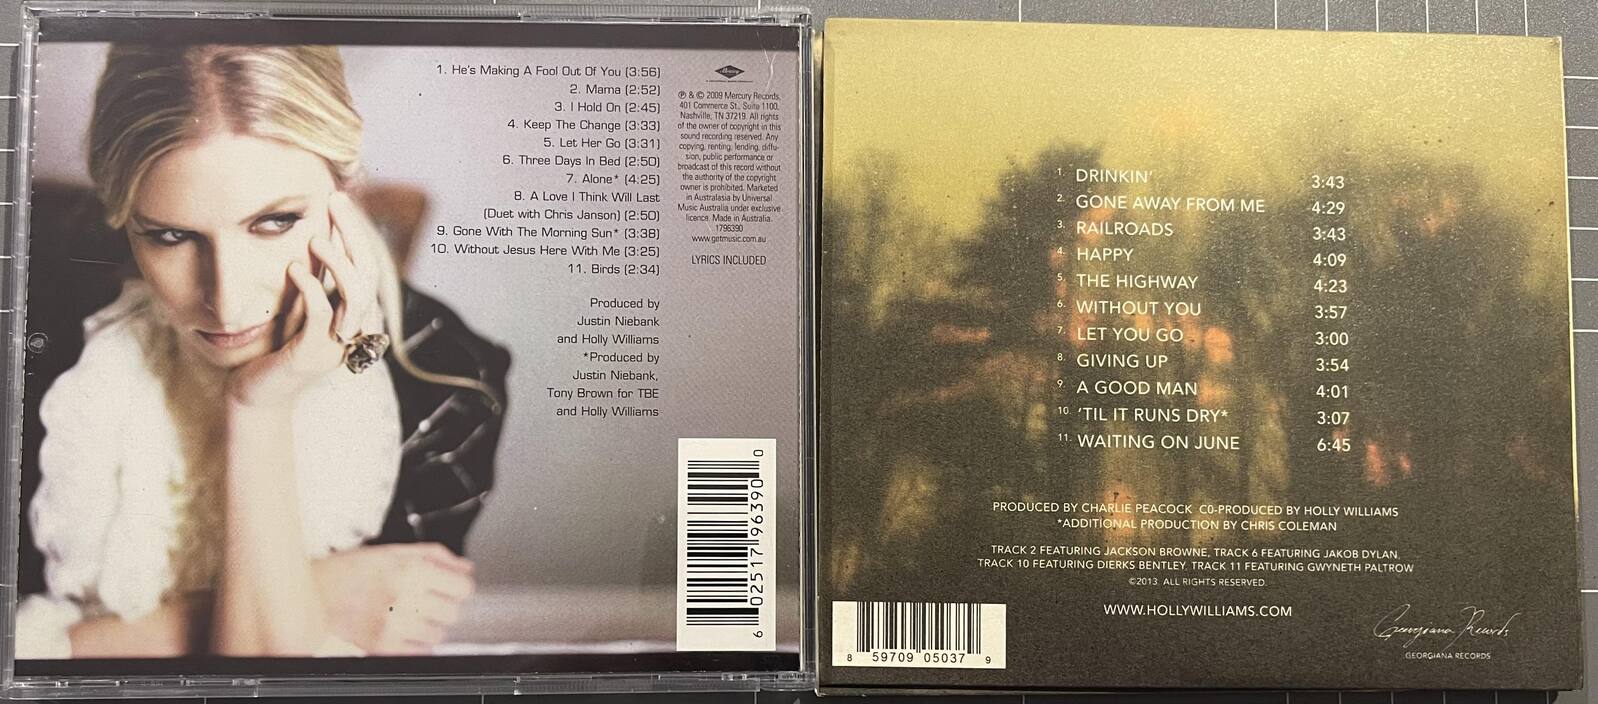 1. He's Making A Fool Out Of You (3:56)
2. Mama (2:52)
3. I Hold On (2:45)
4. Keep The Change (3:33)
5. Let Her Go (3:31)
6. Three Days In Bed (2:50)
7. Alone* (4:25)
8. A Love I Think Will Last
(Duet with Chris Janson) (2:50)
9. Gone With The Morning Sun* (3:38)
10. Without Jesus Here With Me (3:25)
11. Birds (2:34)
Produced by
Justin Niebank
and Holly Williams
*Produced by
Justin Niebank,
Tony Brown for TBE
and Holly Williams
Mercury
℗ & © 2009 Mercury Records,
401 Commerce St., Suite 1100,
Nashville, TN 37219. All rights
of the owner of copyright in this
sound recording reserved. Any
copying, renting, lending, diffu-
sion, public performance or
broadcast of this record without
the authority of the copyright
owner is prohibited. Marketed
in Australasia by Universal
Music Australia under exclusive
licence. Made in Australia.
1796390
www.getmusic.com.au
LYRICS INCLUDED
6 02517 96390 0
1. DRINKIN' 3:43
2. GONE AWAY FROM ME 4:29
3. RAILROADS 3:43
4. HAPPY 4:09
5. THE HIGHWAY 4:23
6. WITHOUT YOU 3:57
7. LET YOU GO 3:00
8. GIVING UP 3:54
9. A GOOD MAN 4:01
10. 'TIL IT RUNS DRY* 3:07
11. WAITING ON JUNE 6:45
PRODUCED BY CHARLIE PEACOCK C0-PRODUCED BY HOLLY WILLIAMS
*ADDITIONAL PRODUCTION BY CHRIS COLEMAN
TRACK 2 FEATURING JACKSON BROWNE, TRACK 6 FEATURING JAKOB DYLAN,
TRACK 10 FEATURING DIERKS BENTLEY, TRACK 11 FEATURING GWYNETH PALTROW
©2013. ALL RIGHTS RESERVED.
WWW.HOLLYWILLIAMS.COM
Georgiana Records
GEORGIANA RECORDS
8 59709 05037 9